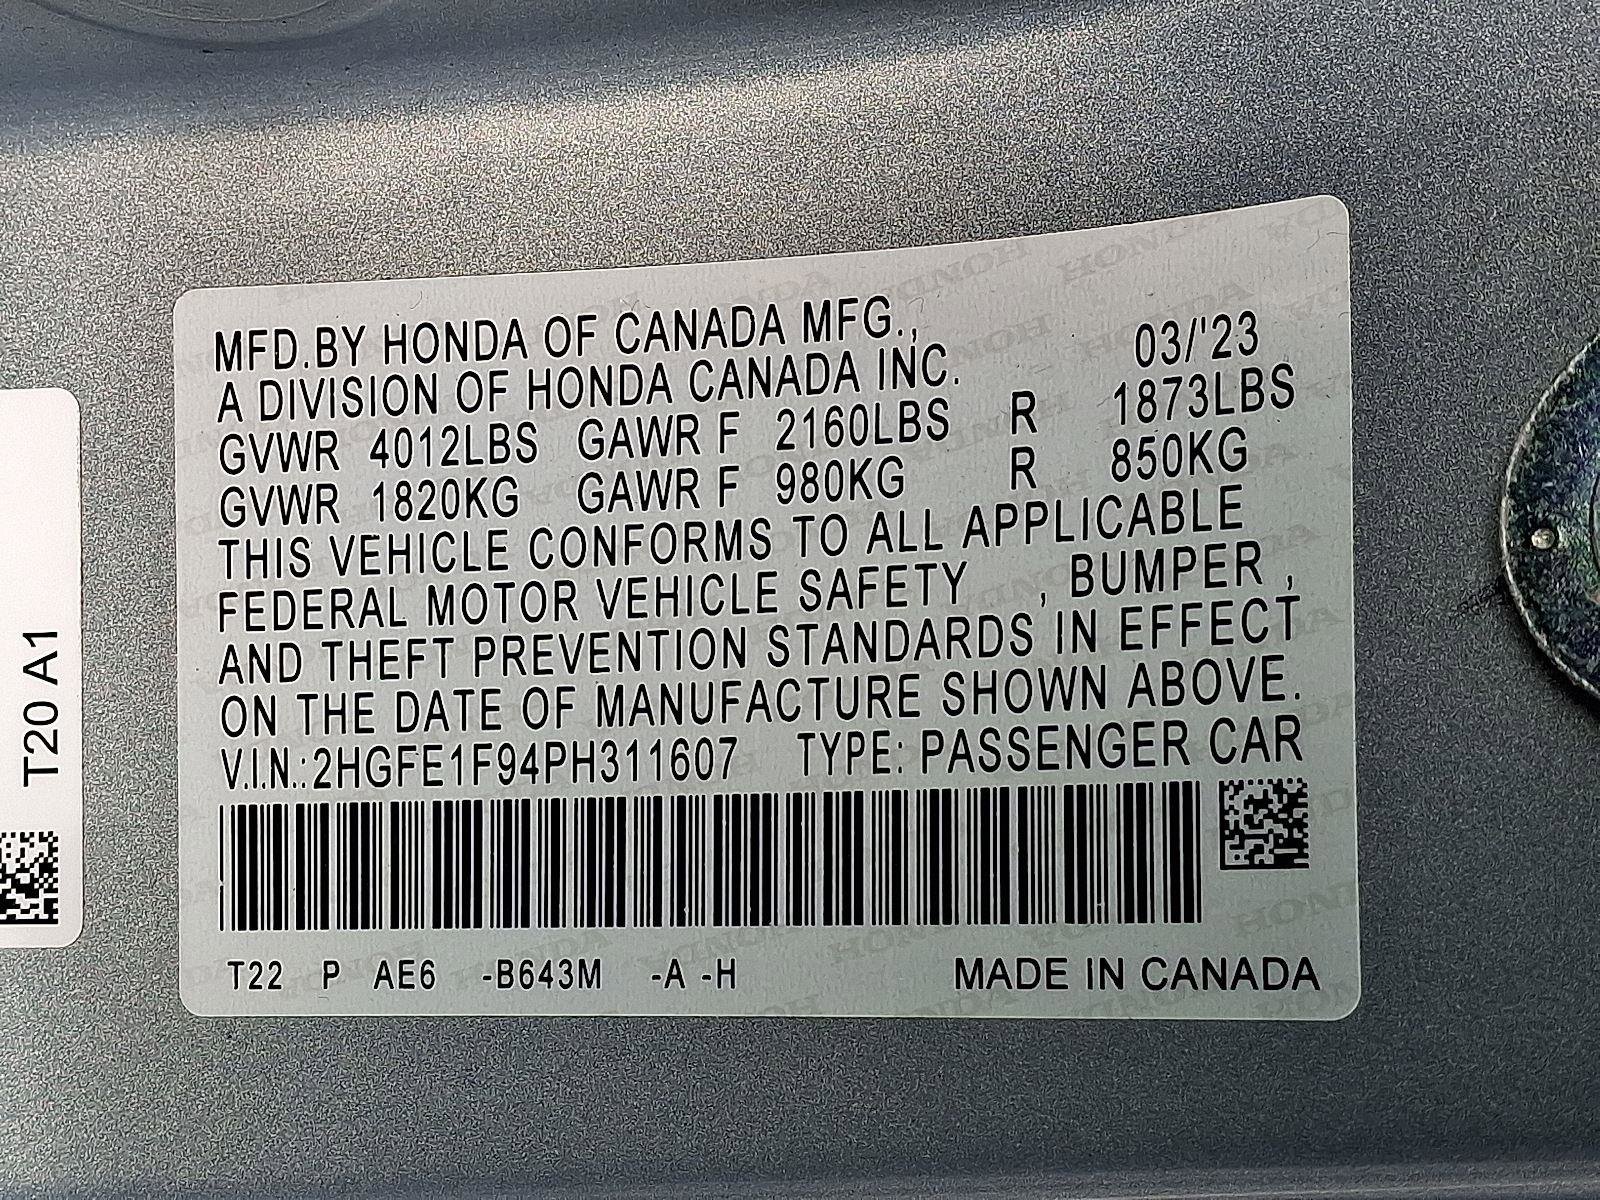 MFD.BY HONDA OF CANADA MFG.,
A DIVISION OF HONDA CANADA INC. 03/'23
GVWR 4012LBS GAWR F 2160LBS R 1873LBS
GVWR 1820KG GAWR F 980KG R 850KG
THIS VEHICLE CONFORMS TO ALL APPLICABLE
FEDERAL MOTOR VEHICLE SAFETY , BUMPER ,
AND THEFT PREVENTION STANDARDS IN EFFECT
ON THE DATE OF MANUFACTURE SHOWN ABOVE.
V.I.N.:2HGFE1F94PH311607 TYPE: PASSENGER CAR
T22 P AE6 -B643M -A -H MADE IN CANADA
T20 A1